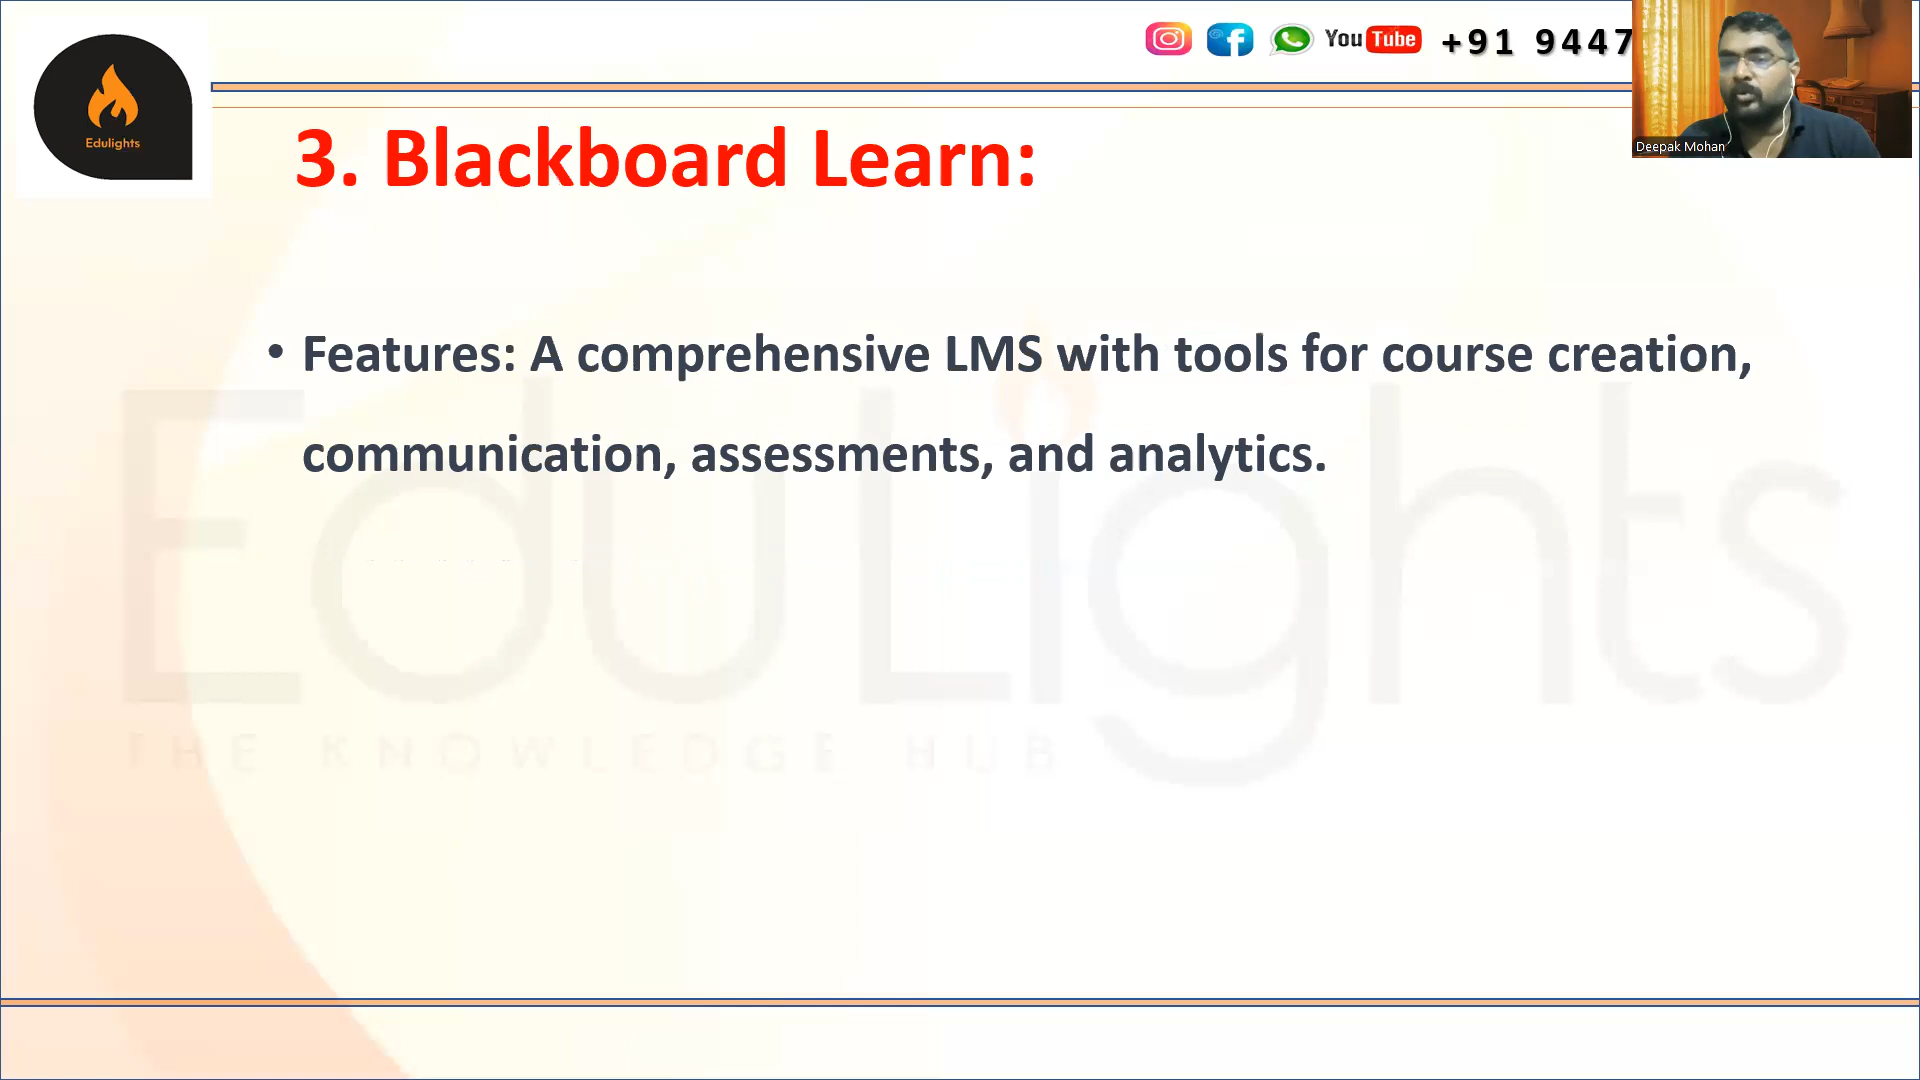 You Tube +91 9447
Edulights
Deepak Mohan
3. Blackboard Learn:
• Features: A comprehensive LMS with tools for course creation,
communication, assessments, and analytics.
EduLights
THE KNOWLEDGE HUB